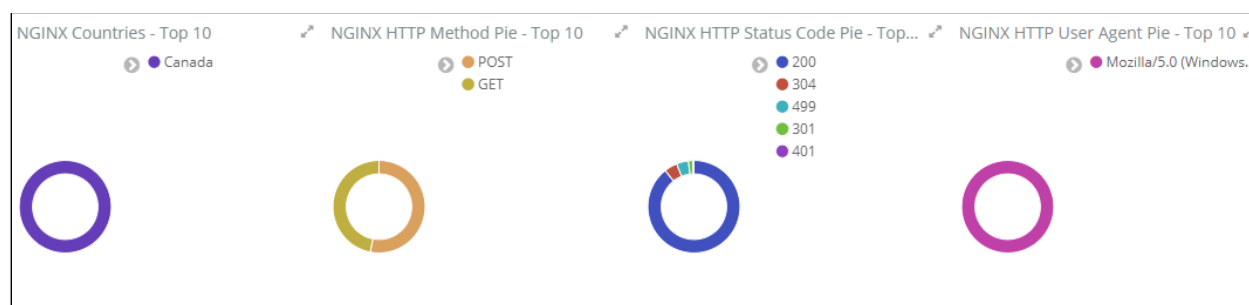 NGINX Countries - Top 10
Canada
NGINX HTTP Method Pie - Top 10
POST
GET
NGINX HTTP Status Code Pie - Top...
200
304
499
301
401
NGINX HTTP User Agent Pie - Top 10
Mozilla/5.0 (Windows...